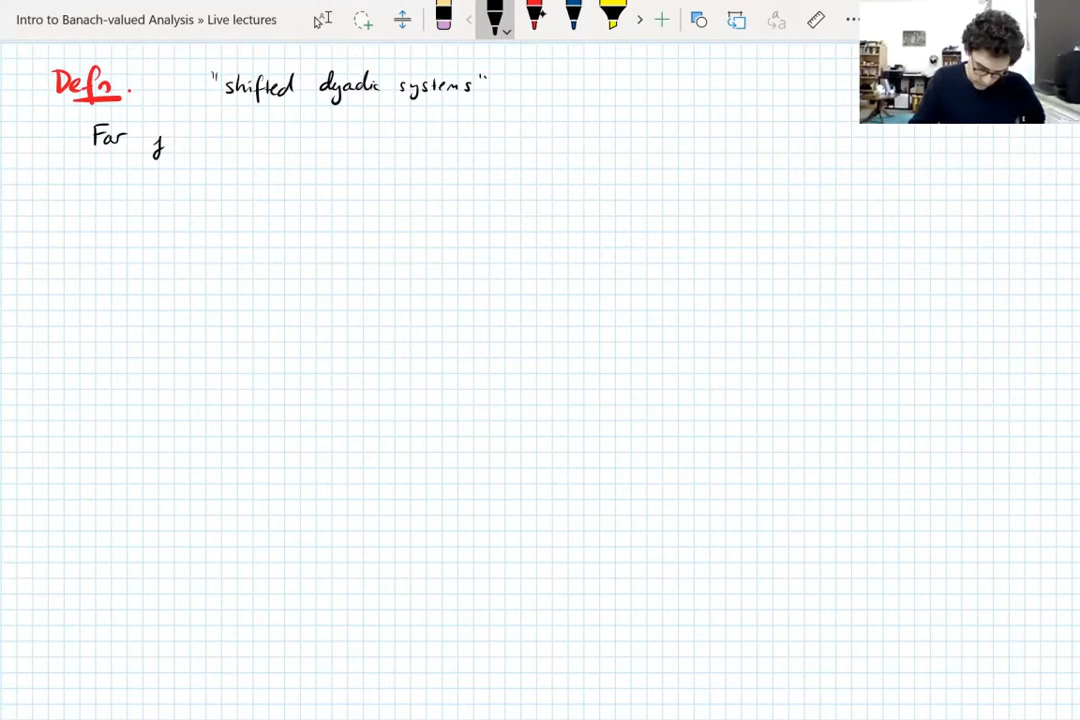 Intro to Banach-valued Analysis » Live lectures
Defn. "shifted dyadic systems"
For j